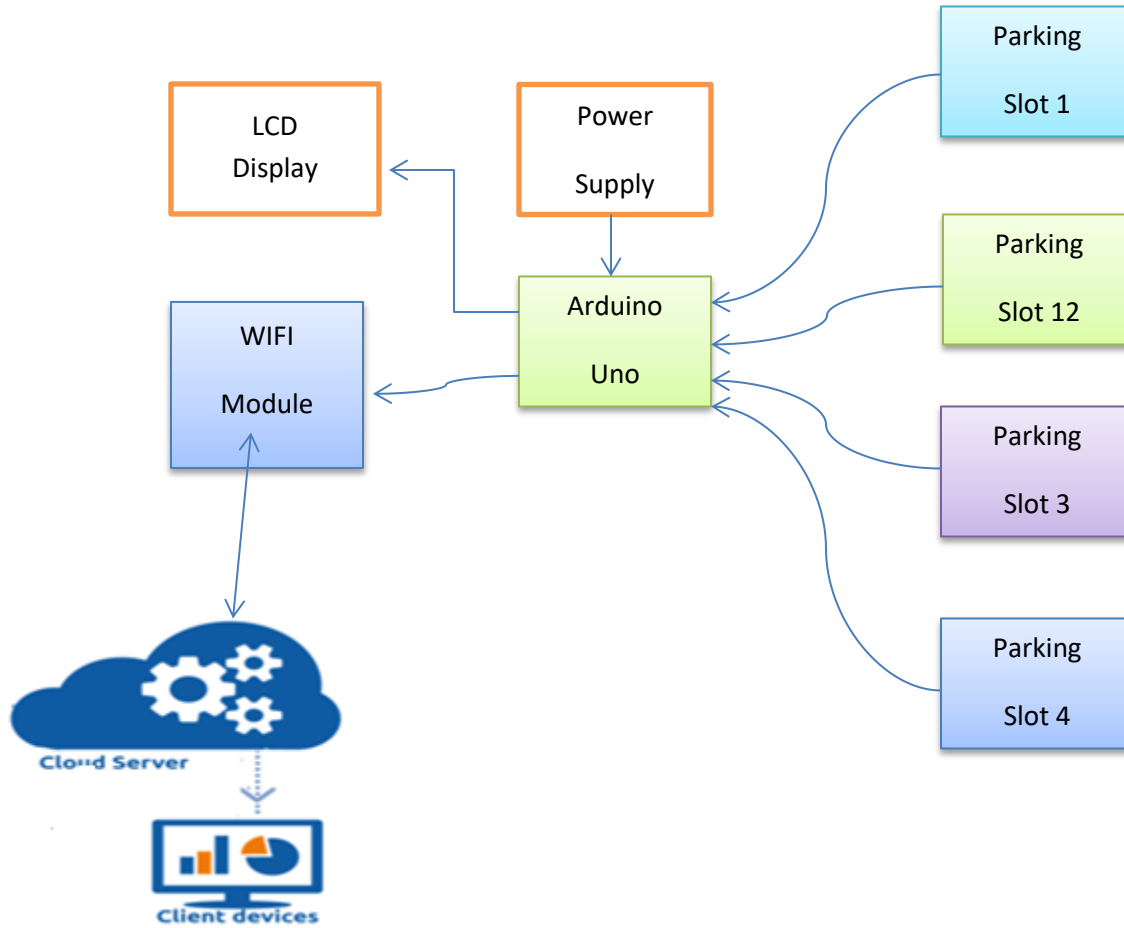 Parking
Slot 1
LCD
Display
Power
Supply
Parking
Slot 12
Arduino
Uno
WIFI
Module
Parking
Slot 3
Parking
Slot 4
Cloud Server
Client devices